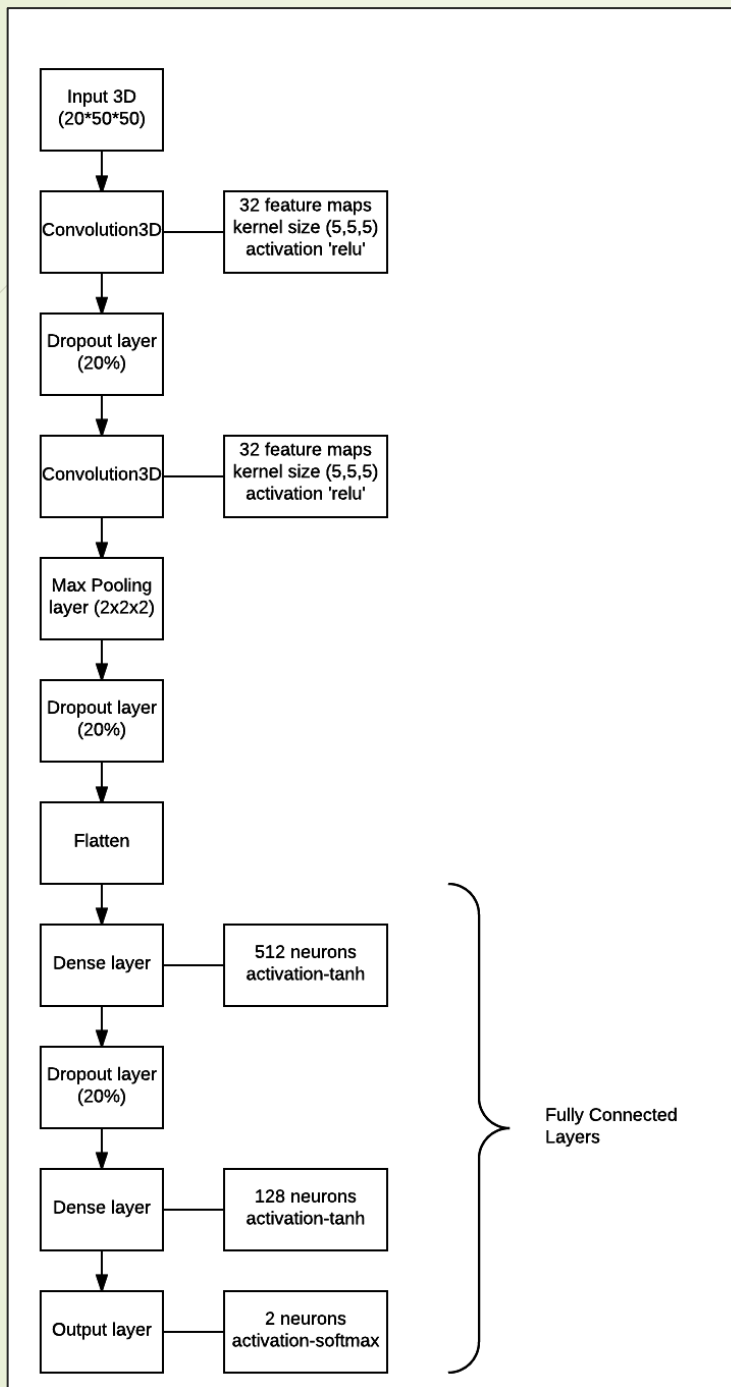 Input 3D
(20*50*50)
Convolution3D
32 feature maps
kernel size (5,5,5)
activation 'relu'
Dropout layer
(20%)
Convolution3D
32 feature maps
kernel size (5,5,5)
activation 'relu'
Max Pooling
layer (2x2x2)
Dropout layer
(20%)
Flatten
Dense layer
512 neurons
activation-tanh
Dropout layer
(20%)
Fully Connected
Layers
Dense layer
128 neurons
activation-tanh
Output layer
2 neurons
activation-softmax